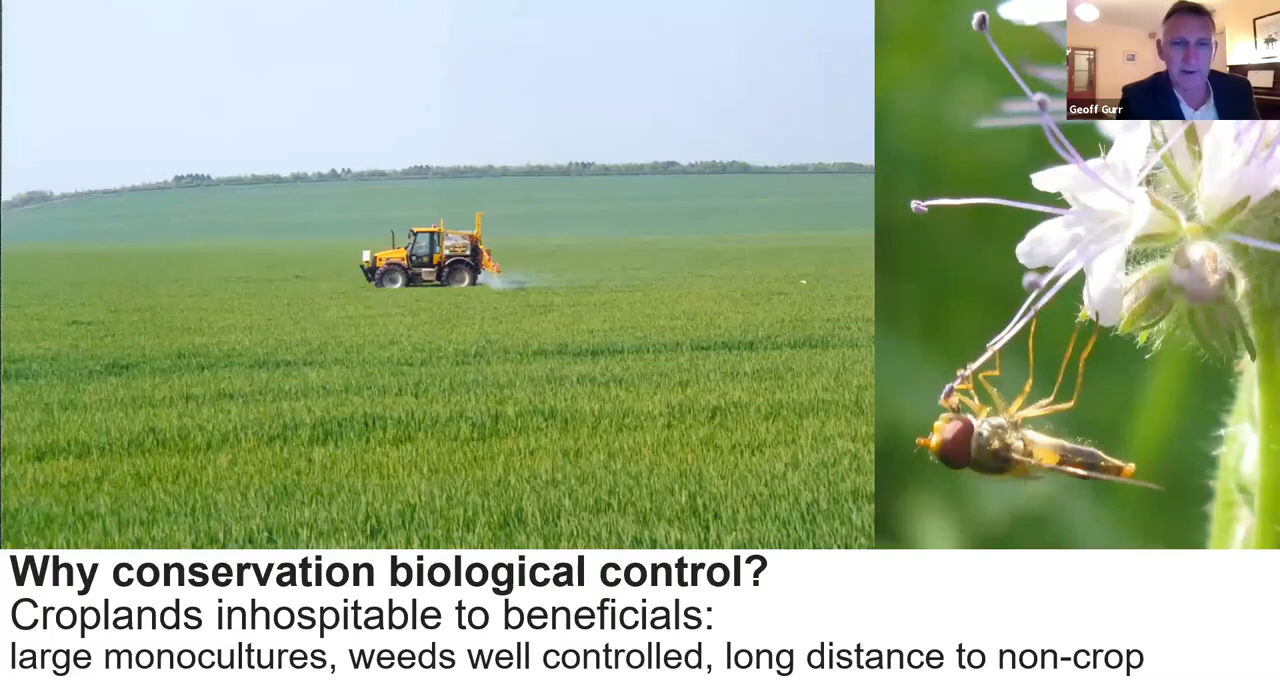 Geoff Gurr
Why conservation biological control?
Croplands inhospitable to beneficials:
large monocultures, weeds well controlled, long distance to non-crop